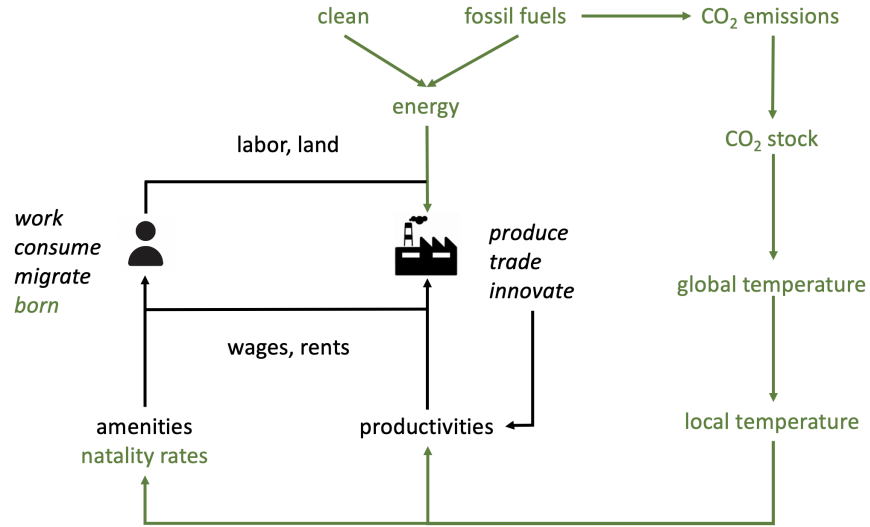 clean
fossil fuels
CO₂ emissions
energy
CO₂ stock
labor, land
work
consume
migrate
born
produce
trade
innovate
global temperature
wages, rents
amenities
natality rates
productivities
local temperature